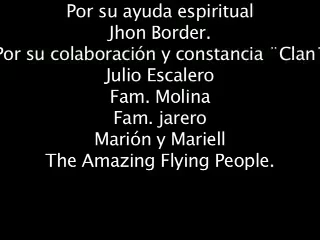 Por su ayuda espiritual
Jhon Border.
Por su colaboración y constancia ¨Clan¨
Julio Escalero
Fam. Molina
Fam. jarero
Marión y Mariell
The Amazing Flying People.